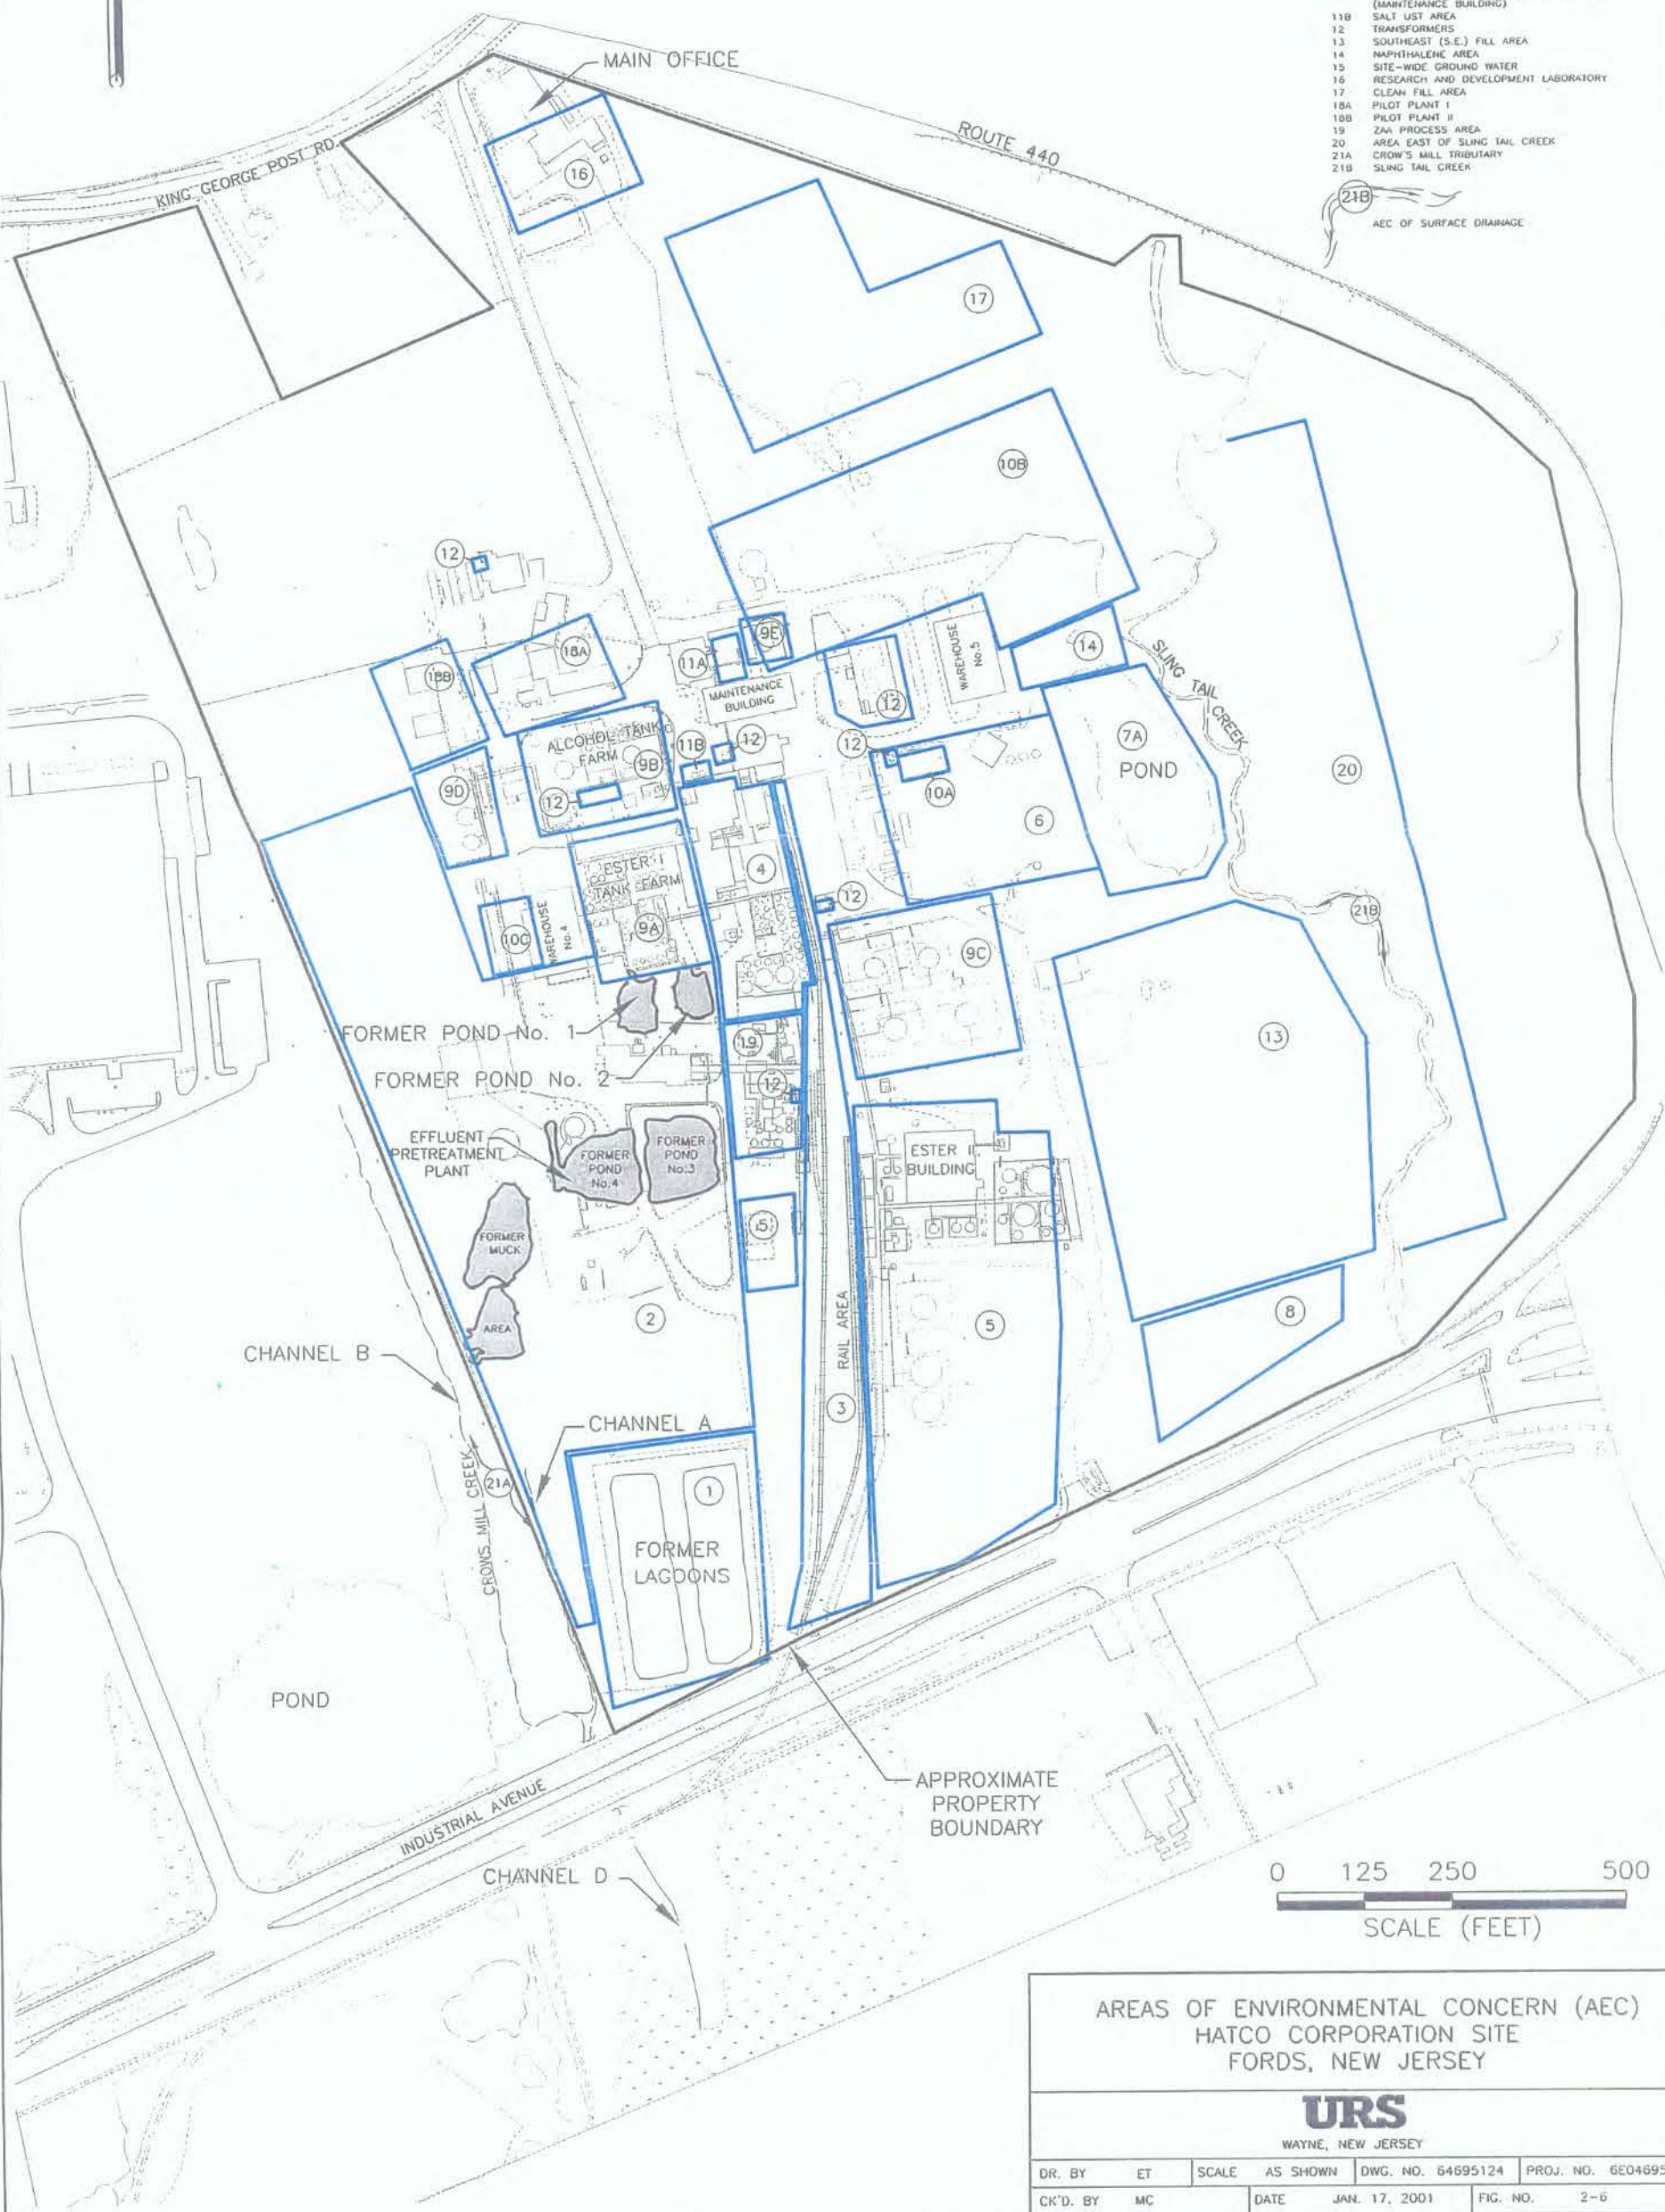 (MAINTENANCE BUILDING)
11B SALT UST AREA
12 TRANSFORMERS
13 SOUTHEAST (S.E.) FILL AREA
14 NAPHTHALENE AREA
15 SITE-WIDE GROUND WATER
16 RESEARCH AND DEVELOPMENT LABORATORY
17 CLEAN FILL AREA
18A PILOT PLANT I
18B PILOT PLANT II
19 ZAA PROCESS AREA
20 AREA EAST OF SLING TAIL CREEK
21A CROW'S MILL TRIBUTARY
21B SLING TAIL CREEK
21B
AEC OF SURFACE DRAINAGE
MAIN OFFICE
ROUTE 440
KING GEORGE POST RD.
16
17
10B
12
9E
18A
11A
14
18B
WAREHOUSE
No.5
MAINTENANCE
BUILDING
12
SLING TAIL CREEK
ALCOHOL TANK
FARM
9B
11B
12
12
7A
POND
20
9D
12
10A
6
ESTER I
TANK FARM
4
12
21B
10C
WAREHOUSE
No.4
9A
9C
FORMER POND No. 1
13
19
FORMER POND No. 2
12
EFFLUENT
PRETREATMENT
PLANT
FORMER
POND
No.4
FORMER
POND
No.3
ESTER II
BUILDING
5
FORMER
MUCK
AREA
2
RAIL AREA
5
8
CHANNEL B
3
CHANNEL A
CROWS MILL CREEK
21A
1
FORMER
LAGOONS
POND
INDUSTRIAL AVENUE
APPROXIMATE
PROPERTY
BOUNDARY
CHANNEL D
0 125 250 500
SCALE (FEET)
AREAS OF ENVIRONMENTAL CONCERN (AEC)
HATCO CORPORATION SITE
FORDS, NEW JERSEY
URS
WAYNE, NEW JERSEY
DR. BY ET SCALE AS SHOWN DWG. NO. 64695124 PROJ. NO. 6E04695
CK'D. BY MC DATE JAN. 17, 2001 FIG. NO. 2-6